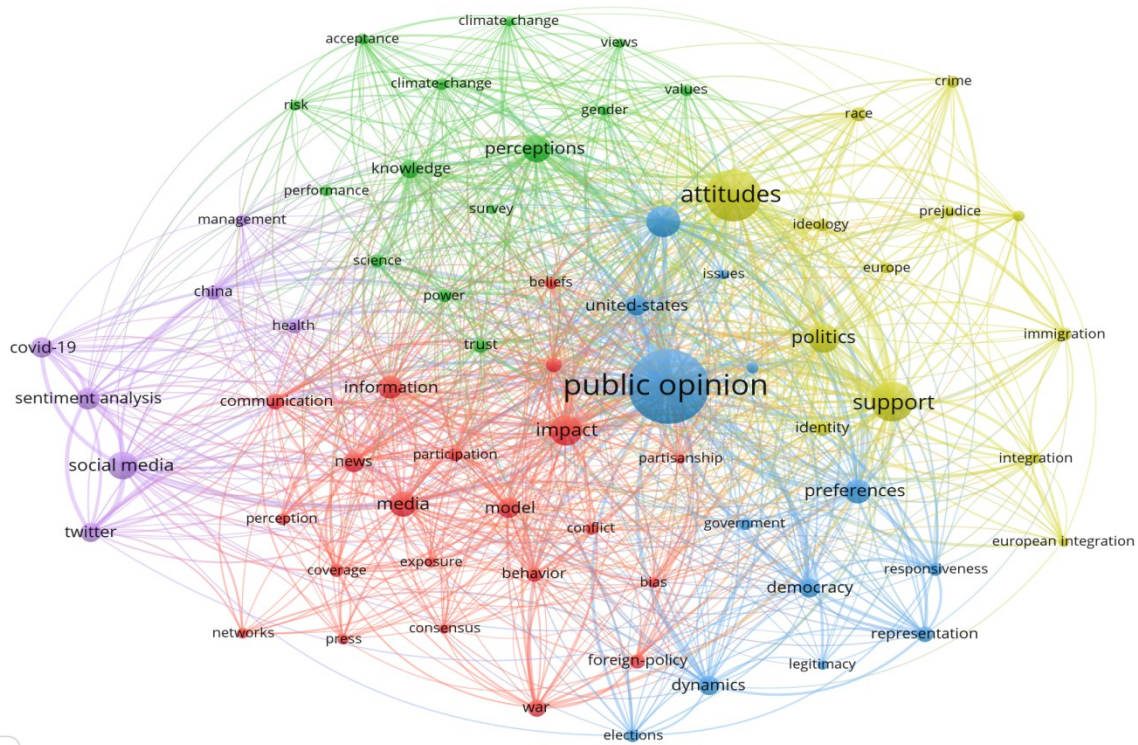 climate change
acceptance
views
climate-change
crime
values
risk
gender
race
perceptions
knowledge
performance
attitudes
survey
management
prejudice
ideology
science
beliefs
issues
europe
china
power
united-states
health
trust
politics
immigration
covid-19
information
public opinion
sentiment analysis
communication
support
impact
identity
news
participation
partisanship
integration
social media
preferences
media
model
perception
conflict
government
twitter
european integration
coverage
exposure
behavior
bias
democracy
responsiveness
networks
press
consensus
representation
foreign-policy
legitimacy
dynamics
war
elections